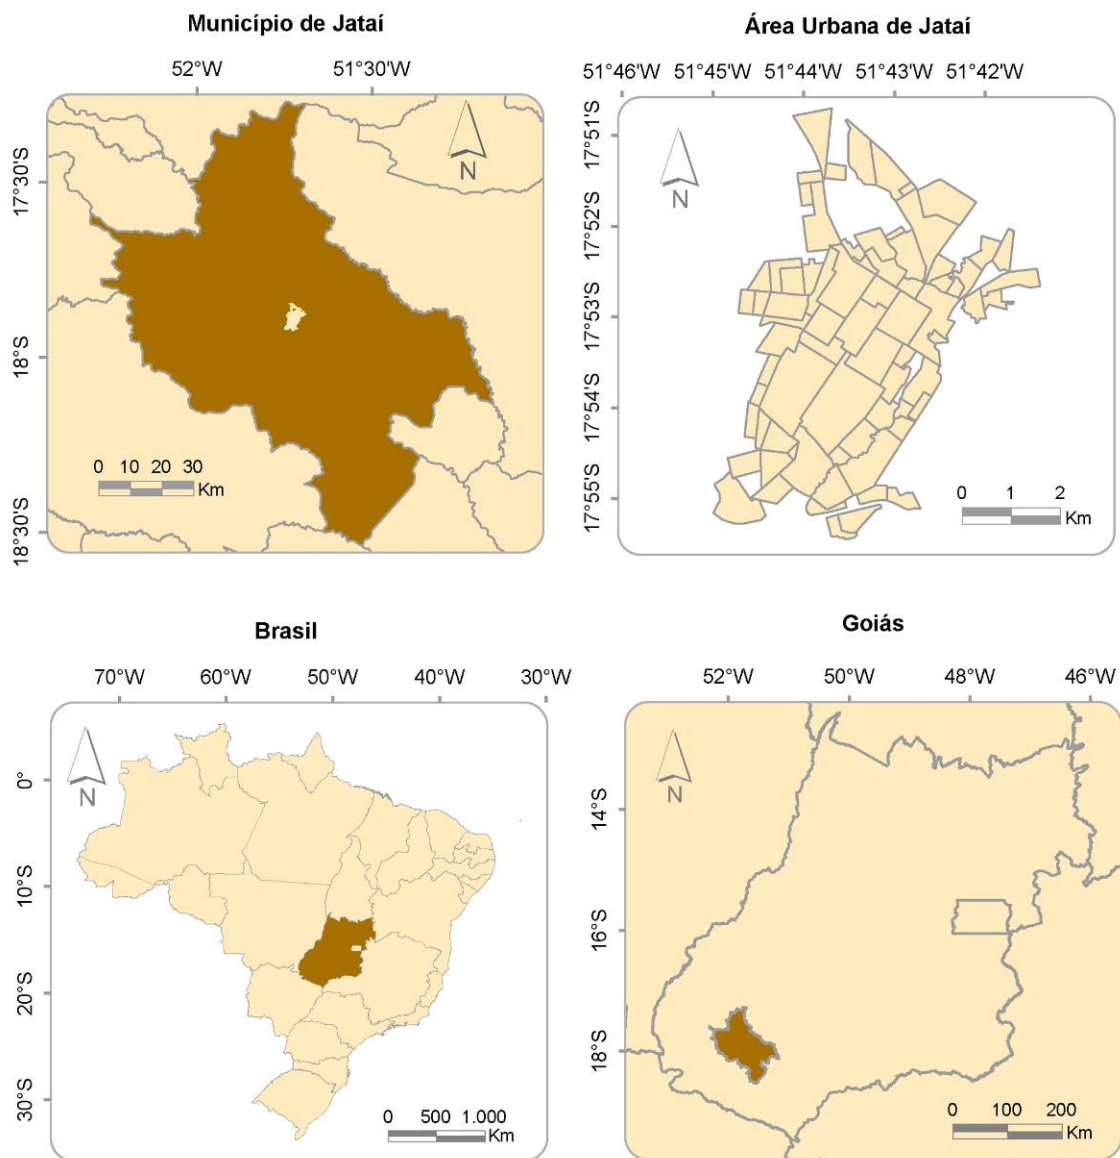 Município de Jataí
52°W 51°30'W
17°30'S
18°S
18°30'S
N
0 10 20 30
Km
Área Urbana de Jataí
51°46'W 51°45'W 51°44'W 51°43'W 51°42'W
17°51'S
17°52'S
17°53'S
17°54'S
17°55'S
N
0 1 2
Km
Brasil
70°W 60°W 50°W 40°W 30°W
0°
10°S
20°S
30°S
N
0 500 1.000
Km
Goiás
52°W 50°W 48°W 46°W
14°S
16°S
18°S
N
0 100 200
Km